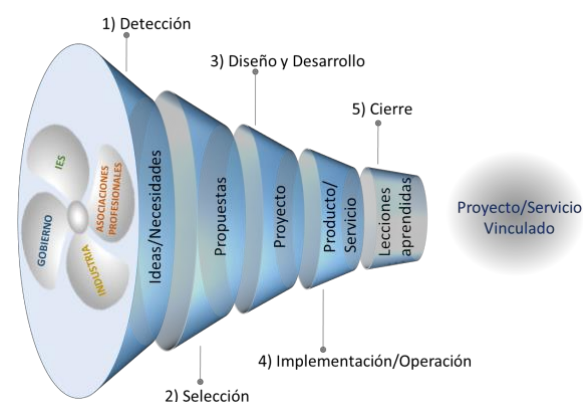 1) Detección
3) Diseño y Desarrollo
5) Cierre
IES
ASOCIACIONES
PROFESIONALES
GOBIERNO
INDUSTRIA
Ideas/Necesidades
Propuestas
Proyecto
Producto/
Servicio
Lecciones
aprendidas
Proyecto/Servicio
Vinculado
4) Implementación/Operación
2) Selección